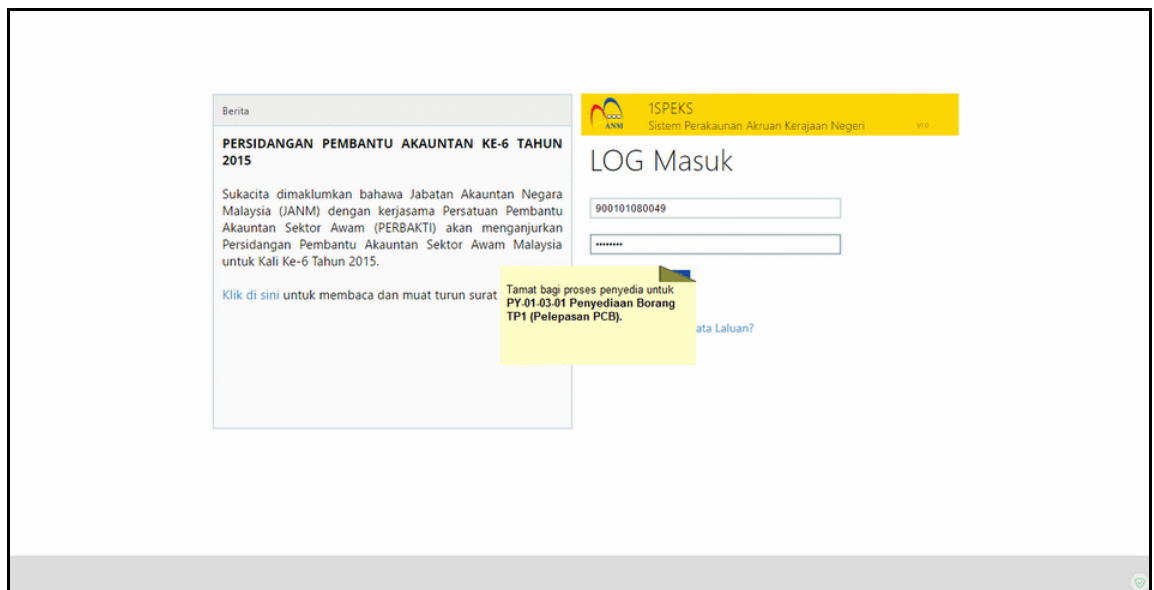 Berita
PERSIDANGAN PEMBANTU AKAUNTAN KE-6 TAHUN
2015
Sukacita dimaklumkan bahawa Jabatan Akauntan Negara
Malaysia (JANM) dengan kerjasama Persatuan Pembantu
Akauntan Sektor Awam (PERBAKTI) akan menganjurkan
Persidangan Pembantu Akauntan Sektor Awam Malaysia
untuk Kali Ke-6 Tahun 2015.
Klik di sini untuk membaca dan muat turun surat
ANM
1SPEKS
Sistem Perakaunan Akruan Kerajaan Negeri
V10
LOG Masuk
900101080049
••••••••
Tamat bagi proses penyedia untuk
PY-01-03-01 Penyediaan Borang
TP1 (Pelepasan PCB).
ata Laluan?